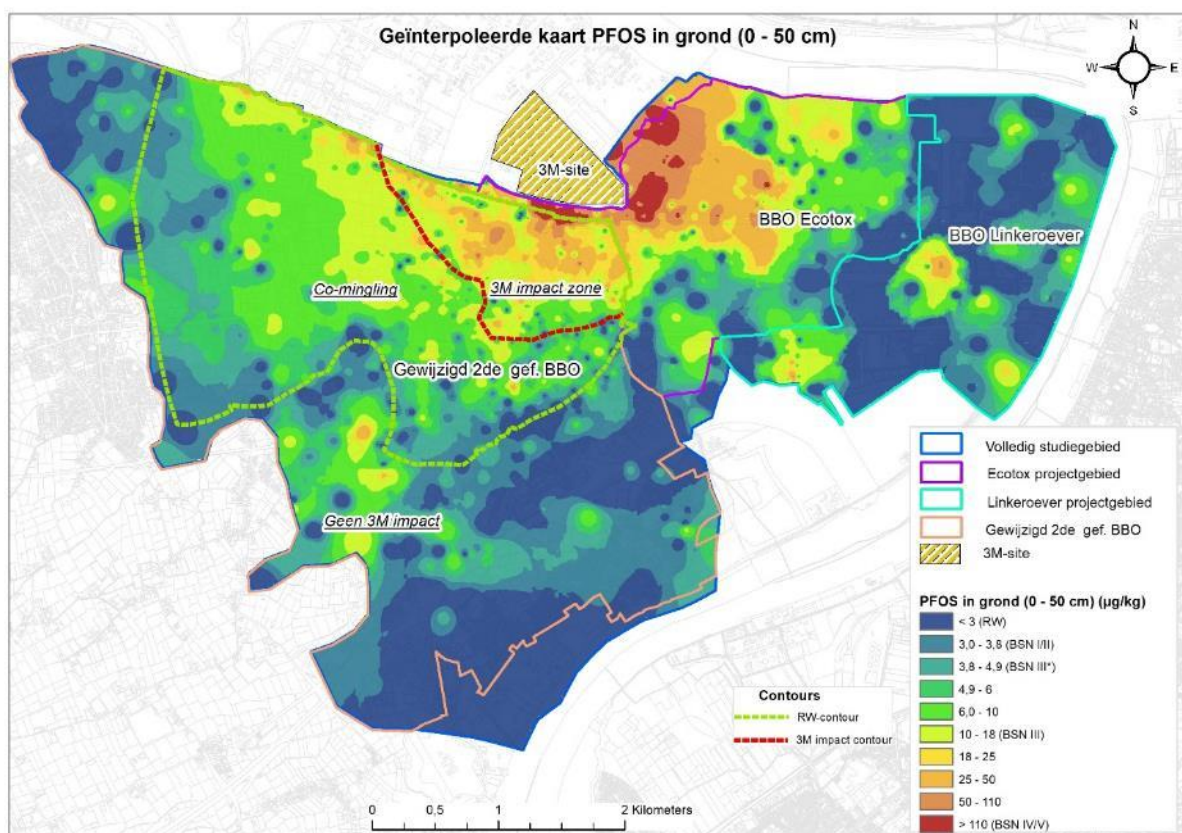 Geïnterpoleerde kaart PFOS in grond (0 - 50 cm)
N
W
E
S
3M-site
BBO Ecotox
BBO Linkeroever
Co-mingling
3M impact zone
Gewijzigd 2de gef. BBO
Geen 3M impact
Volledig studiegebied
Ecotox projectgebied
Linkeroever projectgebied
Gewijzigd 2de gef. BBO
3M-site
PFOS in grond (0 - 50 cm) (µg/kg)
< 3 (RW)
3,0 - 3,8 (BSN I/II)
3,8 - 4,9 (BSN III*)
4,9 - 6
6,0 - 10
10 - 18 (BSN III)
18 - 25
25 - 50
50 - 110
> 110 (BSN IV/V)
Contours
RW-contour
3M impact contour
0 0,5 1 2 Kilometers